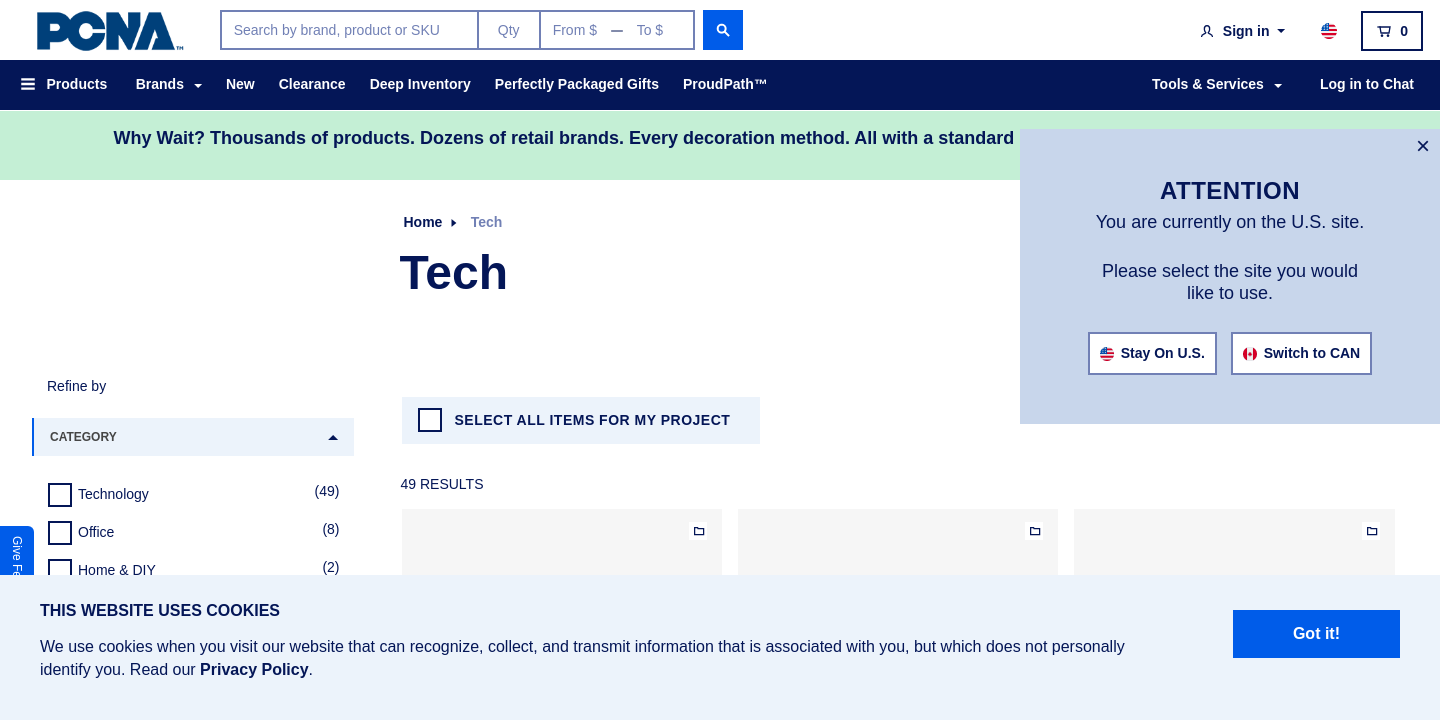 PCNA™
Search by brand, product or SKU
Qty
From $ — To $
Sign in
0
Products
Brands
New
Clearance
Deep Inventory
Perfectly Packaged Gifts
ProudPath™
Tools & Services
Log in to Chat
Why Wait? Thousands of products. Dozens of retail brands. Every decoration method. All with a standard
×
ATTENTION
You are currently on the U.S. site.
Please select the site you would
like to use.
Stay On U.S.
Switch to CAN
Home
Tech
Tech
Refine by
CATEGORY
Technology (49)
Office (8)
Home & DIY (2)
SELECT ALL ITEMS FOR MY PROJECT
49 RESULTS
Give
THIS WEBSITE USES COOKIES
We use cookies when you visit our website that can recognize, collect, and transmit information that is associated with you, but which does not personally
identify you. Read our Privacy Policy.
Got it!